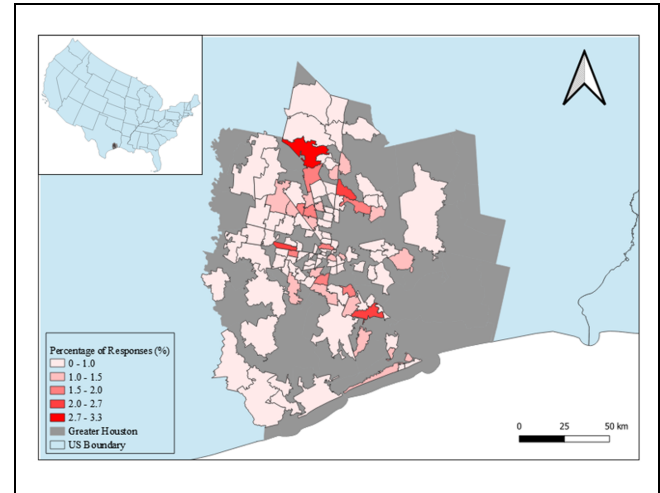 Percentage of Responses (%)
0 - 1.0
1.0 - 1.5
1.5 - 2.0
2.0 - 2.7
2.7 - 3.3
Greater Houston
US Boundary
0 25 50 km